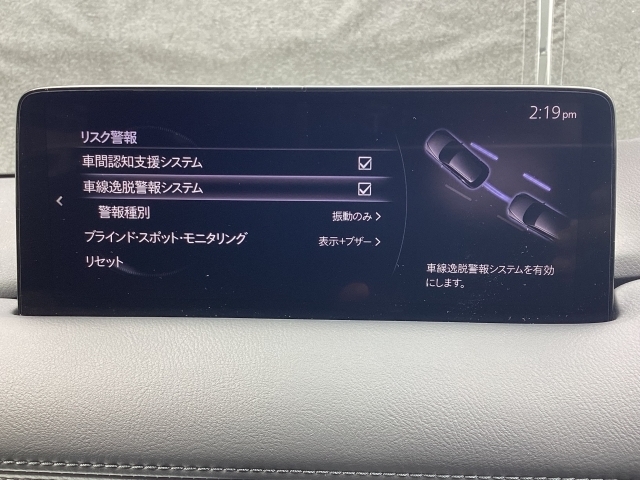 2:19pm
リスク警報
車間認知支援システム
車線逸脱警報システム
警報種別 振動のみ
ブラインド・スポット・モニタリング 表示+ブザー
リセット
車線逸脱警報システムを有効
にします。